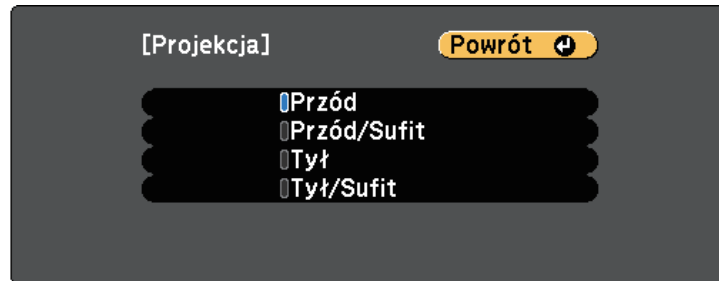 [Projekcja] Powrót
Przód
Przód/Sufit
Tył
Tył/Sufit